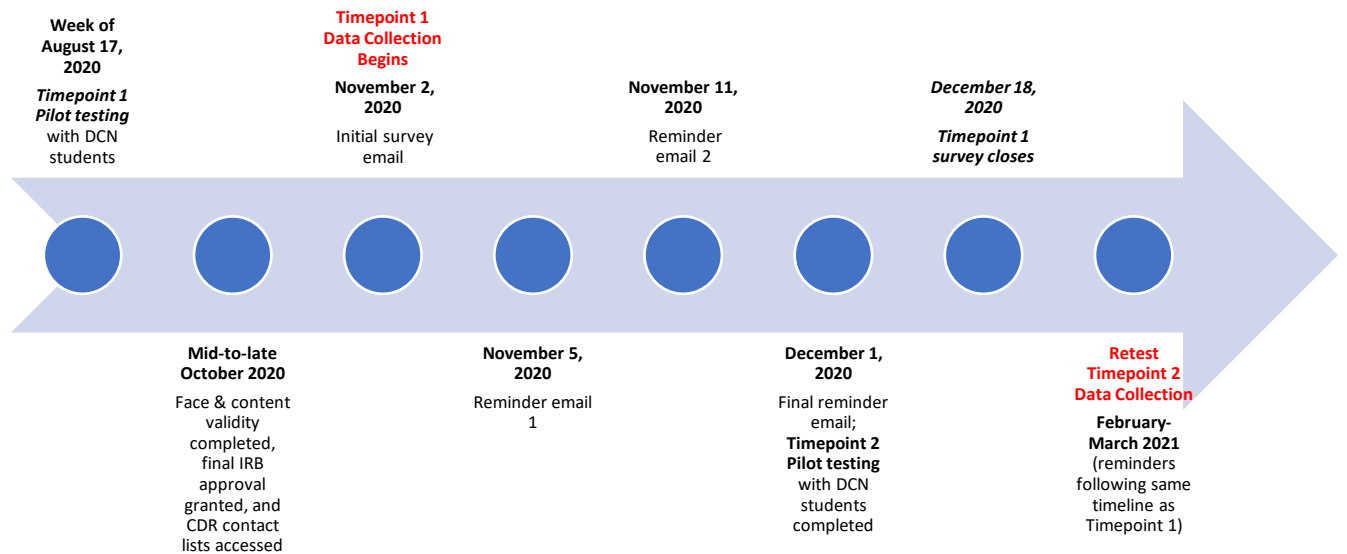 Week of
August 17,
2020
Timepoint 1
Pilot testing
with DCN
students
Mid-to-late
October 2020
Face & content
validity
completed,
final IRB
approval
granted, and
CDR contact
lists accessed
Timepoint 1
Data Collection
Begins
November 2,
2020
Initial survey
email
November 5,
2020
Reminder email
1
November 11,
2020
Reminder
email 2
December 1,
2020
Final reminder
email;
Timepoint 2
Pilot testing
with DCN
students
completed
December 18,
2020
Timepoint 1
survey closes
Retest
Timepoint 2
Data Collection
February-
March 2021
(reminders
following same
timeline as
Timepoint 1)